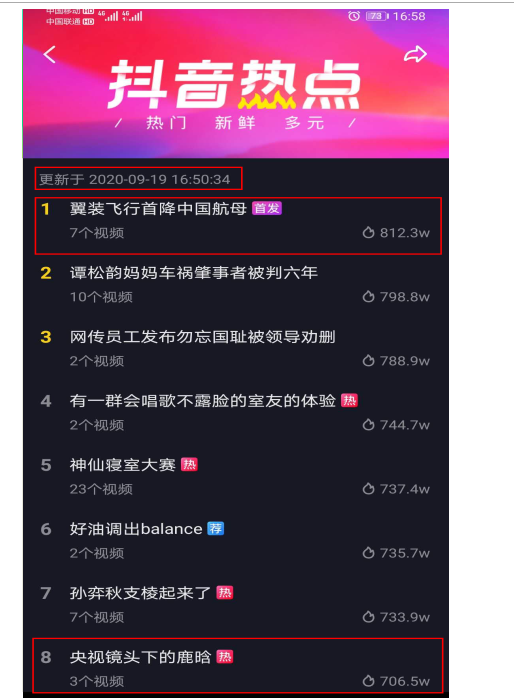 中国移动 HD 4G 4G 73 16:58
中国联通 HD
抖音热点
/ 热门 新鲜 多元 /
更新于 2020-09-19 16:50:34
1 翼装飞行首降中国航母 首发
7个视频 812.3w
2 谭松韵妈妈车祸肇事者被判六年
10个视频 798.8w
3 网传员工发布勿忘国耻被领导劝删
2个视频 788.9w
4 有一群会唱歌不露脸的室友的体验 热
2个视频 744.7w
5 神仙寝室大赛 热
23个视频 737.4w
6 好油调出balance 荐
2个视频 735.7w
7 孙弈秋支棱起来了 热
7个视频 733.9w
8 央视镜头下的鹿晗 热
3个视频 706.5w